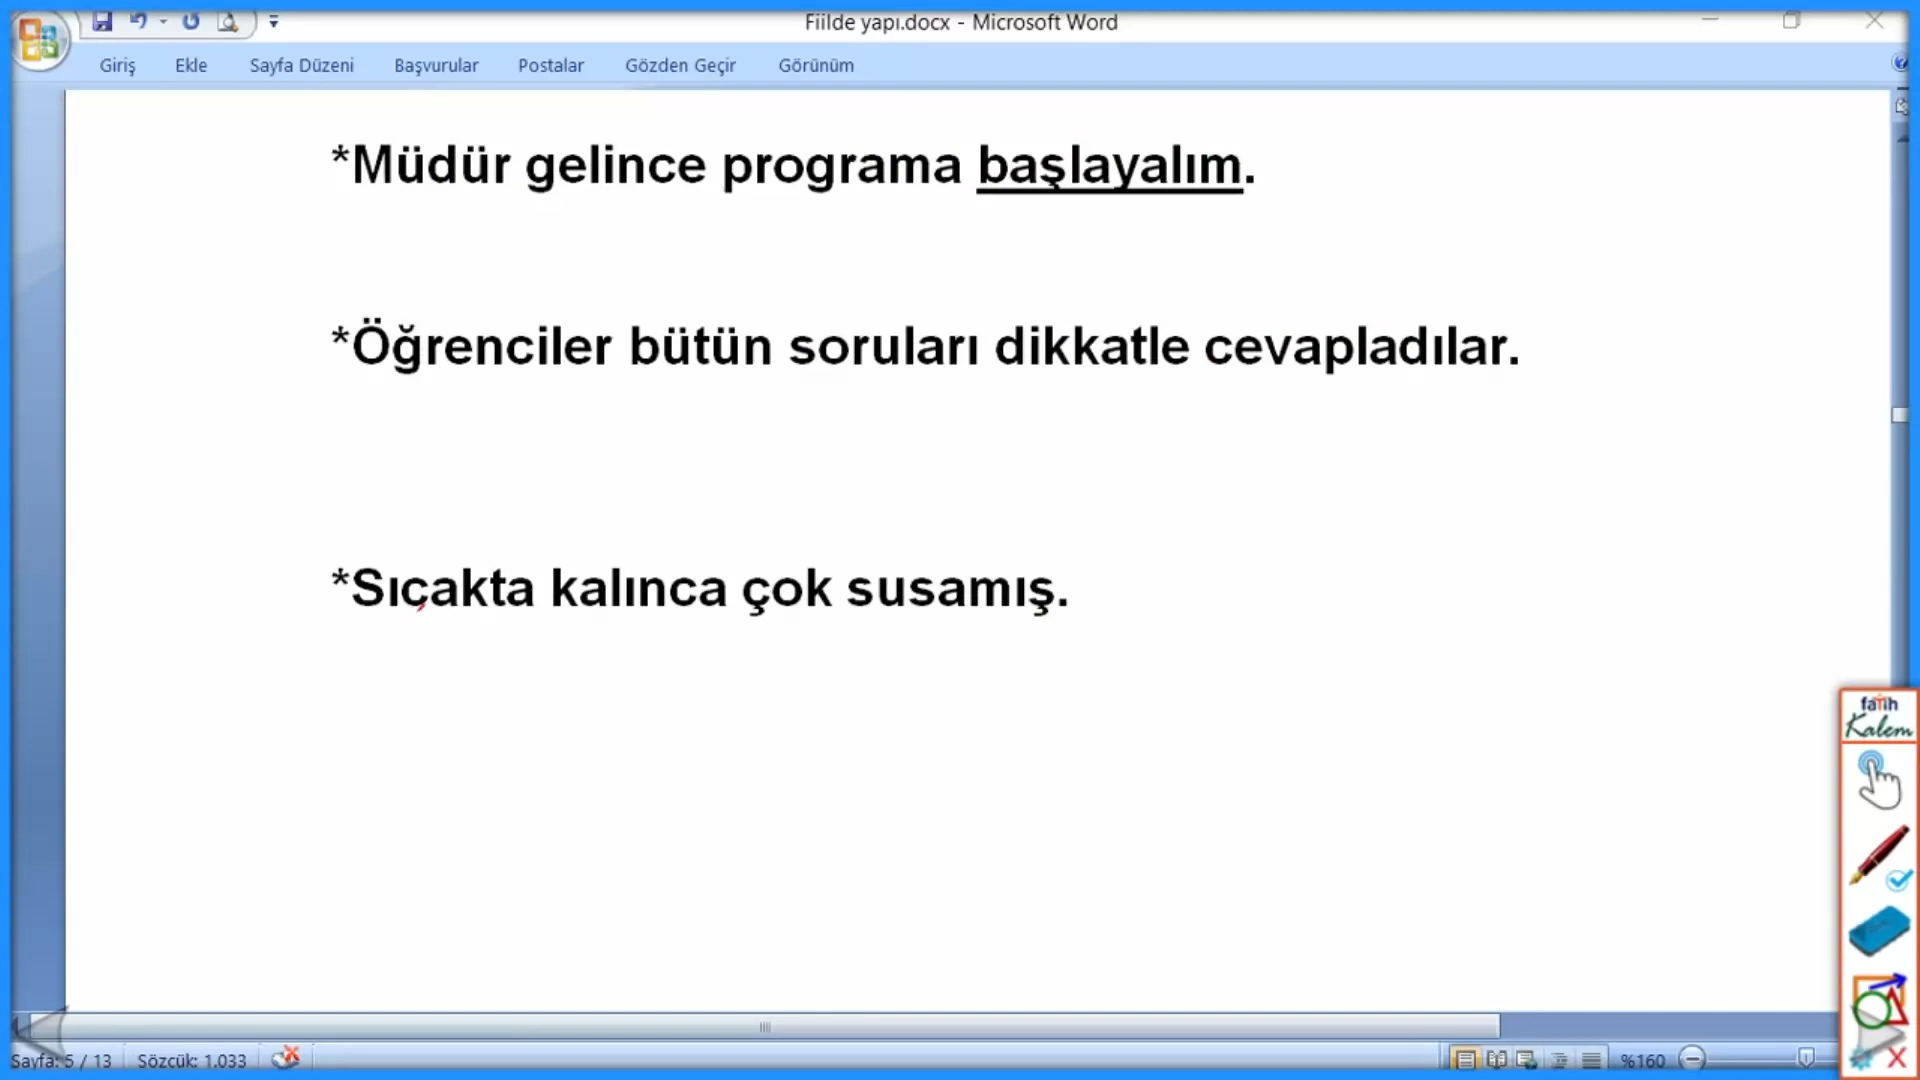 Fiilde yapı.docx - Microsoft Word
Giriş Ekle Sayfa Düzeni Başvurular Postalar Gözden Geçir Görünüm
*Müdür gelince programa başlayalım.
*Öğrenciler bütün soruları dikkatle cevapladılar.
*Sıçakta kalınca çok susamış.
fatih
Kalem
Sayfa: 5 / 13 Sözcük: 1.033 %160